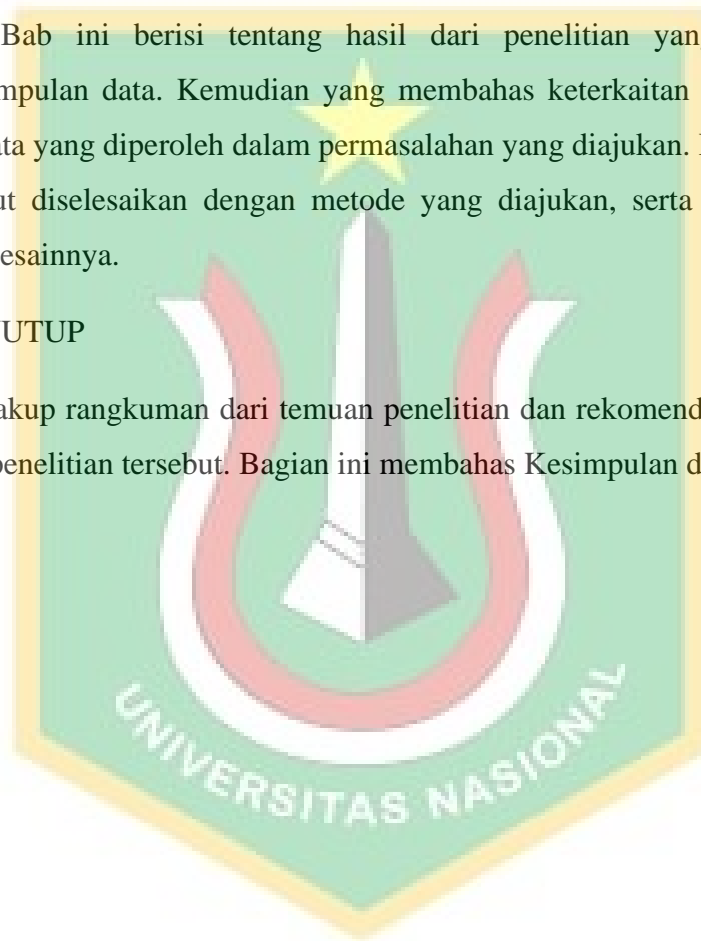 Bab ini berisi tentang hasil dari penelitian yan
mpulan data. Kemudian yang membahas keterkaitan
ata yang diperoleh dalam permasalahan yang diajukan.
ut diselesaikan dengan metode yang diajukan, serta
esainnya.
UTUP
akup rangkuman dari temuan penelitian dan rekomend
penelitian tersebut. Bagian ini membahas Kesimpulan d
UNIVERSITAS NASIONAL